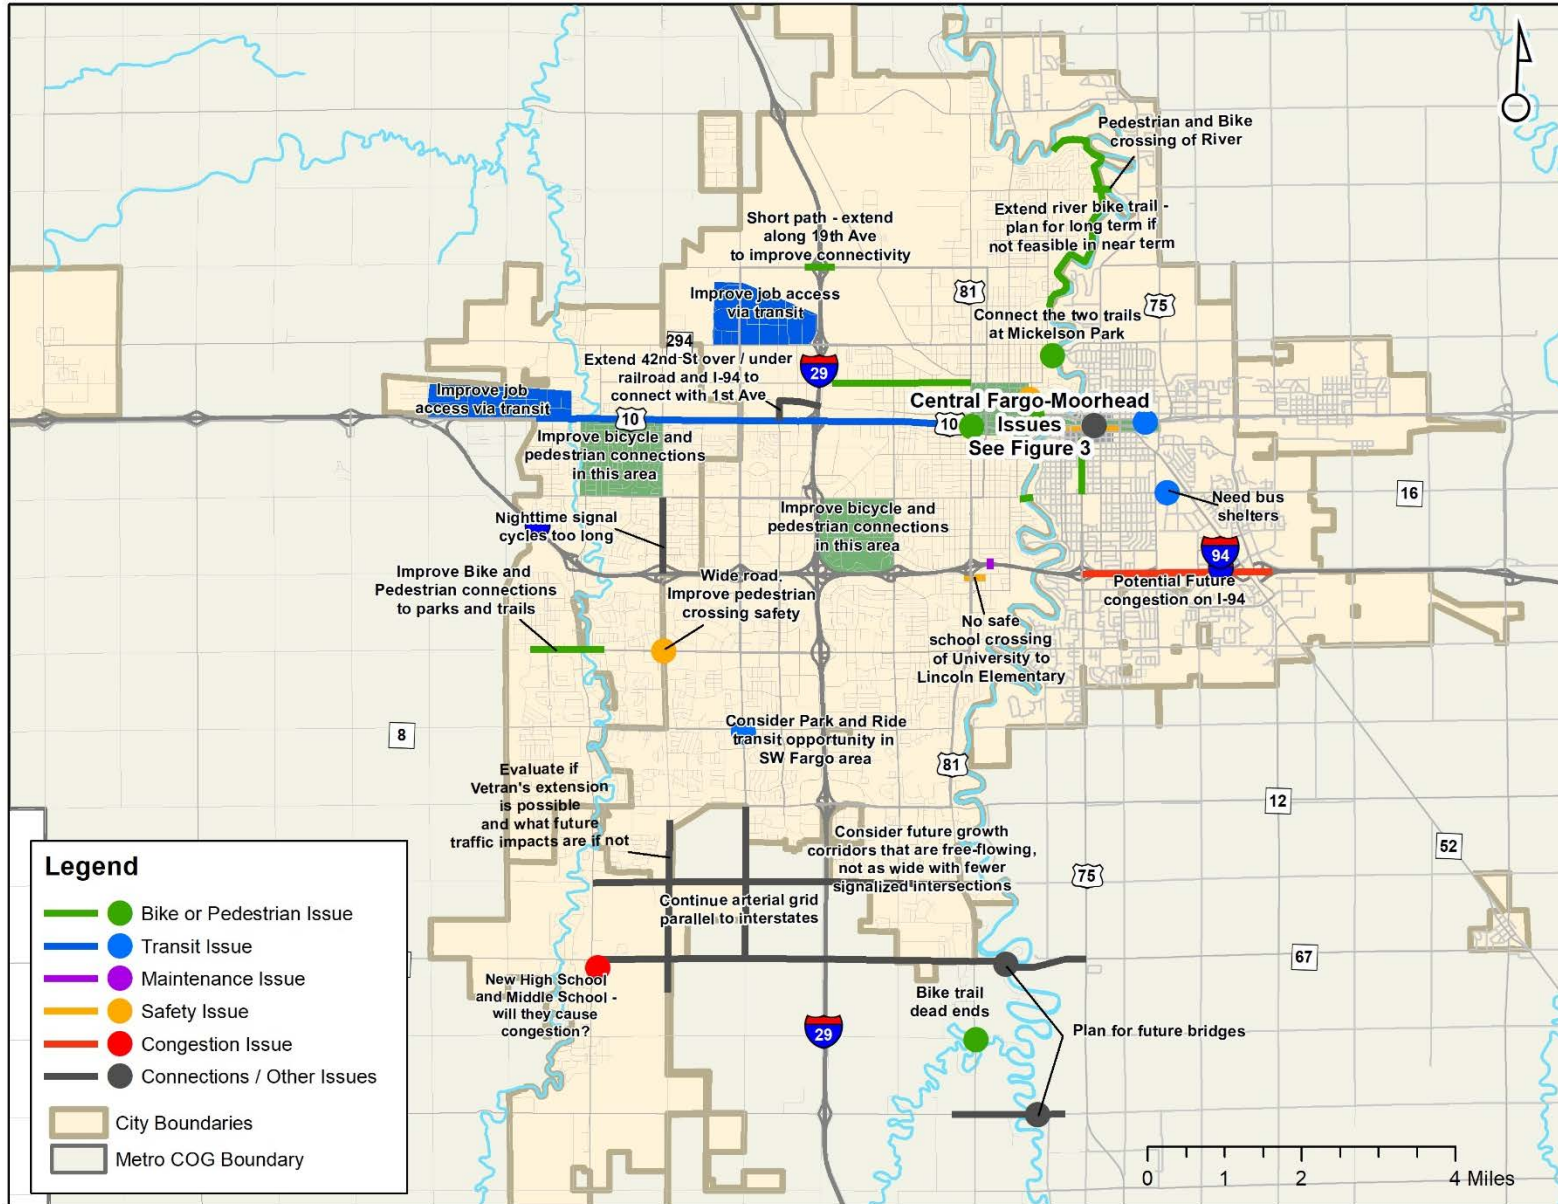 Pedestrian and Bike
crossing of River
Short path - extend
along 19th Ave
to improve connectivity
Extend river bike trail -
plan for long term if
not feasible in near term
81
75
Improve job access
via transit
Connect the two trails
at Mickelson Park
294
Extend 42nd St over / under
railroad and I-94 to
connect with 1st Ave
29
Improve job
access via transit
10
10
Central Fargo-Moorhead
Issues
See Figure 3
Improve bicycle and
pedestrian connections
in this area
16
Need bus
shelters
Nighttime signal
cycles too long
Improve bicycle and
pedestrian connections
in this area
94
Potential Future
congestion on I-94
Improve Bike and
Pedestrian connections
to parks and trails
Wide road.
Improve pedestrian
crossing safety
No safe
school crossing
of University to
Lincoln Elementary
8
Consider Park and Ride
transit opportunity in
SW Fargo area
81
12
Evaluate if
Vetran's extension
is possible
and what future
traffic impacts are if not
Consider future growth
corridors that are free-flowing,
not as wide with fewer
signalized intersections
52
75
Continue arterial grid
parallel to interstates
67
New High School
and Middle School -
will they cause
congestion?
Bike trail
dead ends
29
Plan for future bridges
Legend
Bike or Pedestrian Issue
Transit Issue
Maintenance Issue
Safety Issue
Congestion Issue
Connections / Other Issues
City Boundaries
Metro COG Boundary
0 1 2 4 Miles